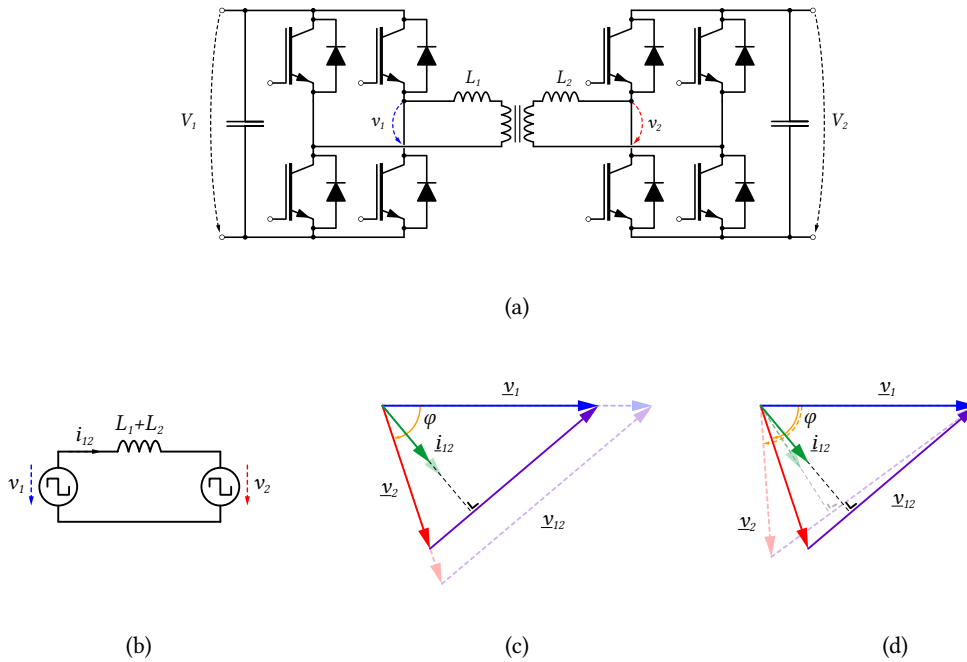 L₁ L₂
V₁ v₁ v₂ V₂
(a)
L₁+L₂
i₁₂
v₁ v₂
(b)
v₁
φ
i₁₂
v₂
v₁₂
(c)
v₁
φ
i₁₂
v₂
v₁₂
(d)